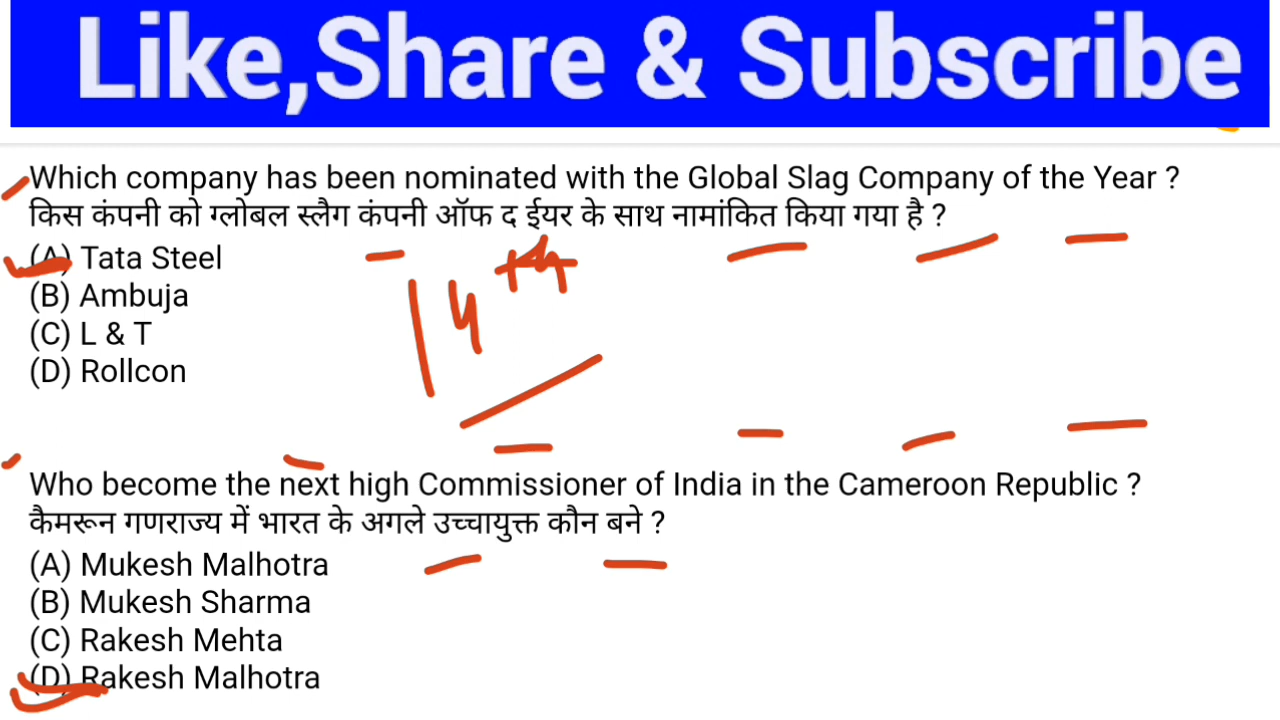 Like,Share & Subscribe
Which company has been nominated with the Global Slag Company of the Year ?
किस कंपनी को ग्लोबल स्लैग कंपनी ऑफ द ईयर के साथ नामांकित किया गया है ?
(A) Tata Steel
14th
(B) Ambuja
(C) L & T
(D) Rollcon
Who become the next high Commissioner of India in the Cameroon Republic ?
कैमरून गणराज्य में भारत के अगले उच्चायुक्त कौन बने ?
(A) Mukesh Malhotra
(B) Mukesh Sharma
(C) Rakesh Mehta
(D) Rakesh Malhotra